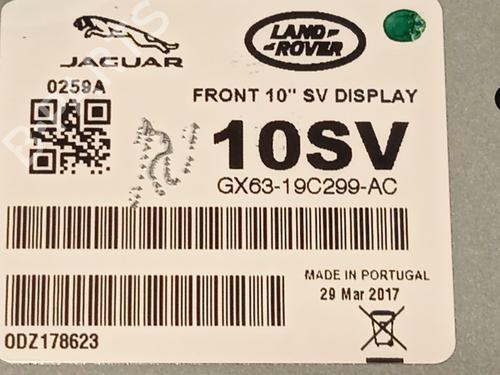 JAGUAR
LAND
ROVER
0259A
FRONT 10" SV DISPLAY
10SV
GX63-19C299-AC
MADE IN PORTUGAL
29 Mar 2017
ODZ178623